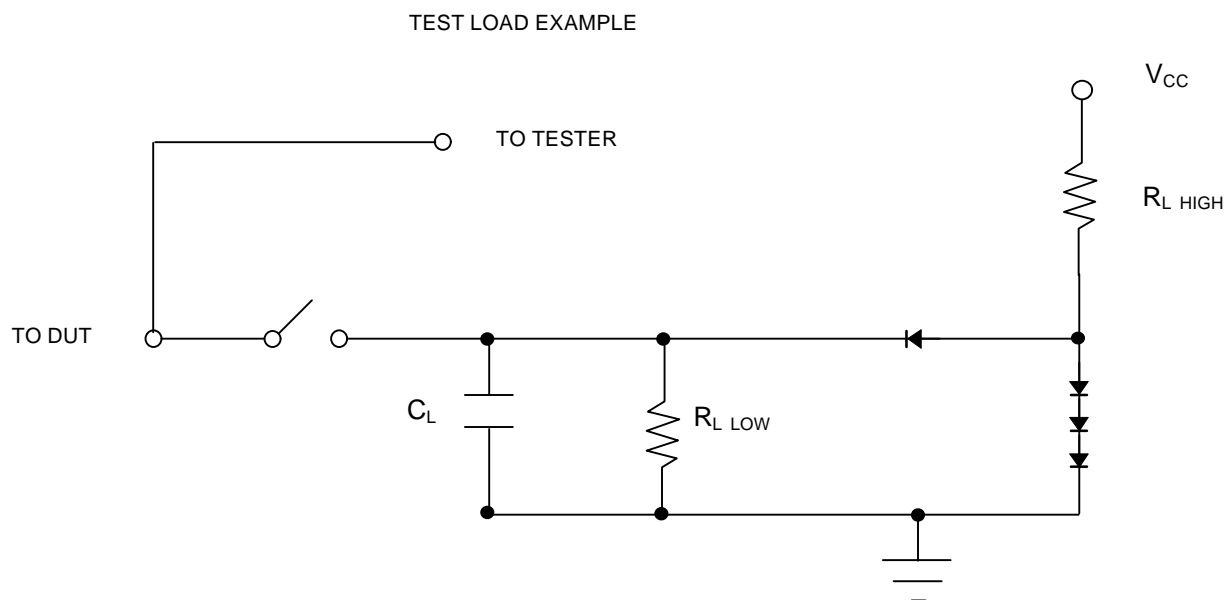 TEST LOAD EXAMPLE
V_CC
TO TESTER
R_L HIGH
TO DUT
C_L
R_L LOW